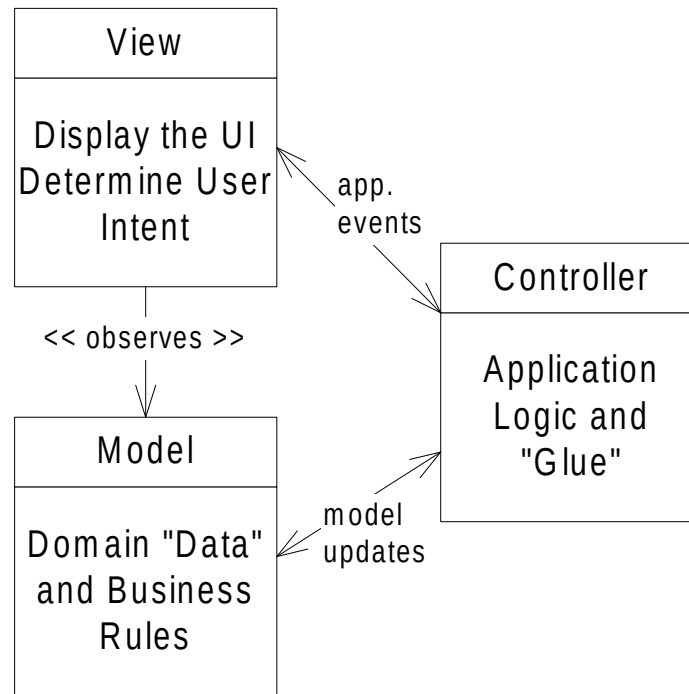 View
Display the UI
Determine User
Intent
app.
events
Controller
Application
Logic and
"Glue"
<< observes >>
Model
Domain "Data"
and Business
Rules
model
updates